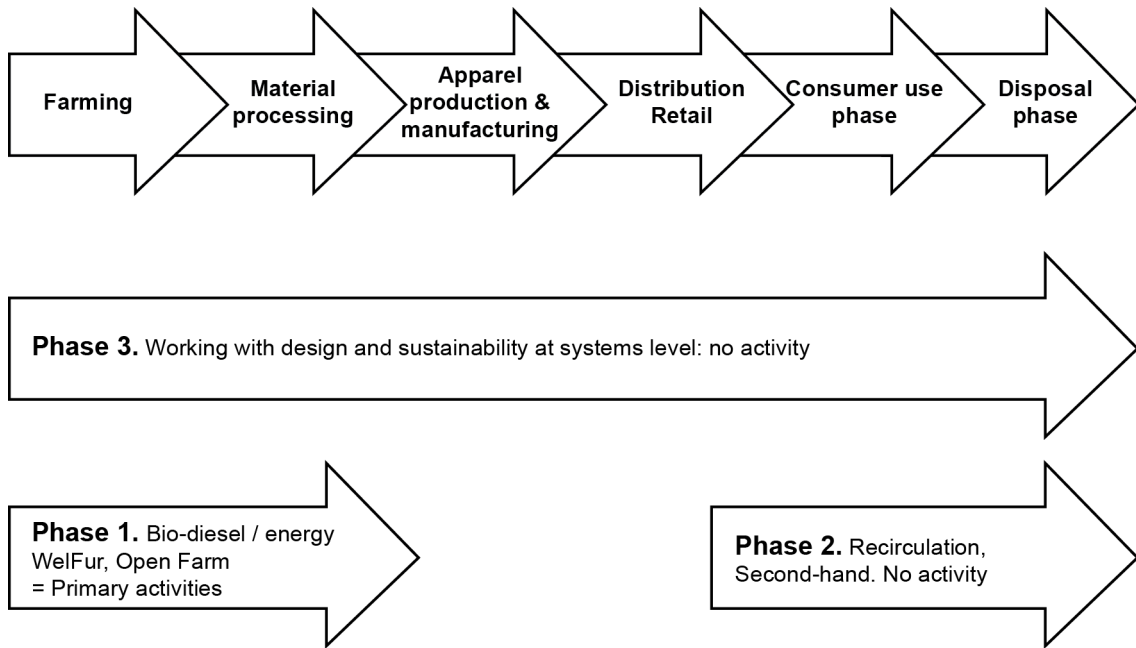 Farming
Material
processing
Apparel
production &
manufacturing
Distribution
Retail
Consumer use
phase
Disposal
phase
Phase 3. Working with design and sustainability at systems level: no activity
Phase 1. Bio-diesel / energy
WelFur, Open Farm
= Primary activities
Phase 2. Recirculation,
Second-hand. No activity